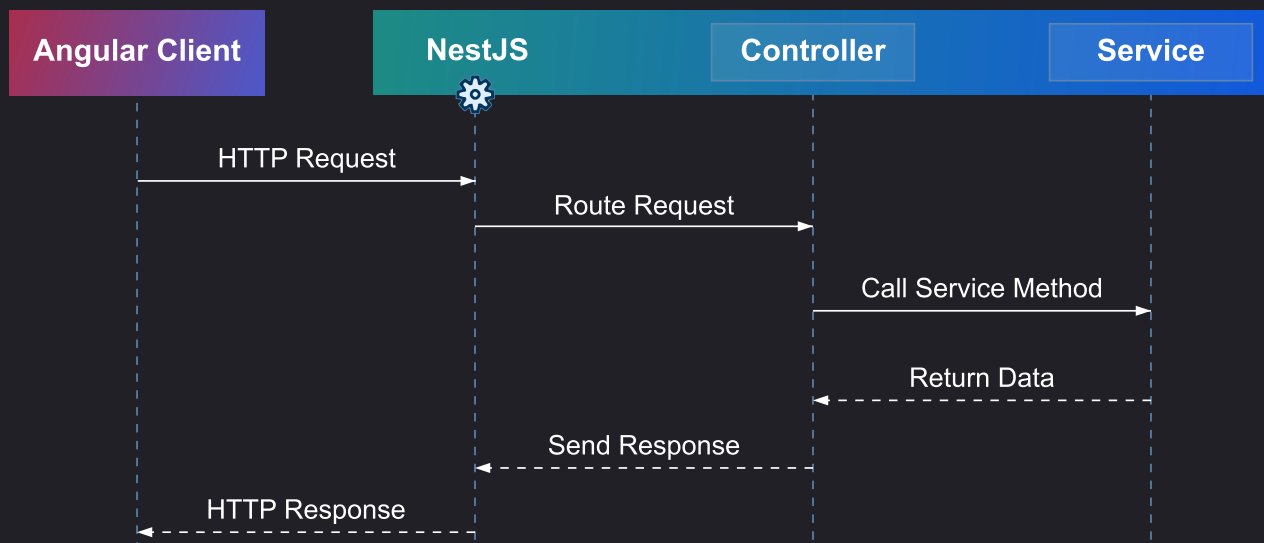 Angular Client
NestJS
Controller
Service
HTTP Request
Route Request
Call Service Method
Return Data
Send Response
HTTP Response